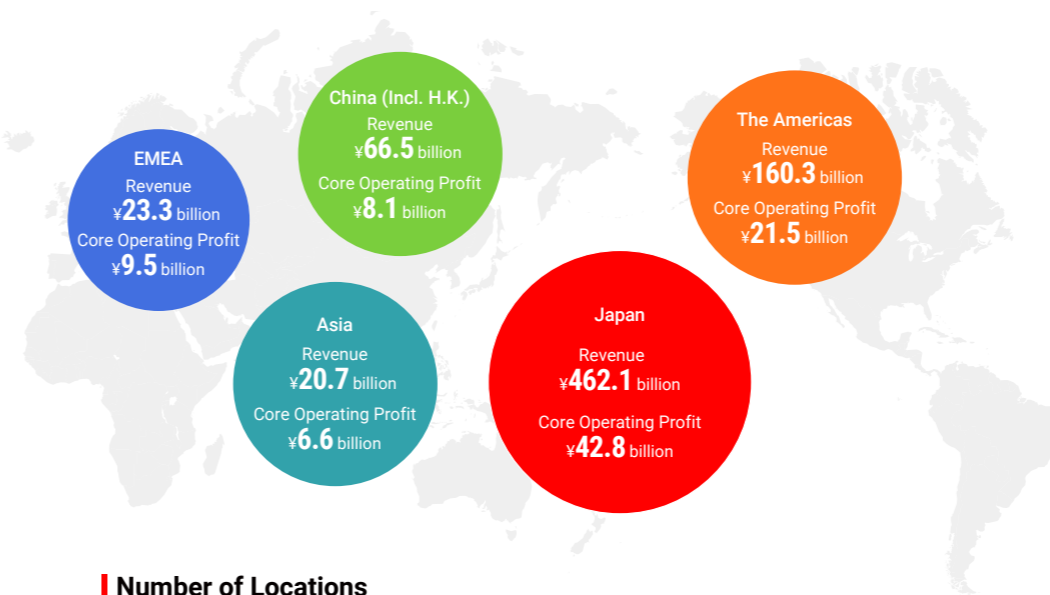 China (Incl. H.K.)
Revenue
¥66.5 billion
Core Operating Profit
¥8.1 billion
The Americas
Revenue
¥160.3 billion
Core Operating Profit
¥21.5 billion
EMEA
Revenue
¥23.3 billion
Core Operating Profit
¥9.5 billion
Asia
Revenue
¥20.7 billion
Core Operating Profit
¥6.6 billion
Japan
Revenue
¥462.1 billion
Core Operating Profit
¥42.8 billion
Number of Locations